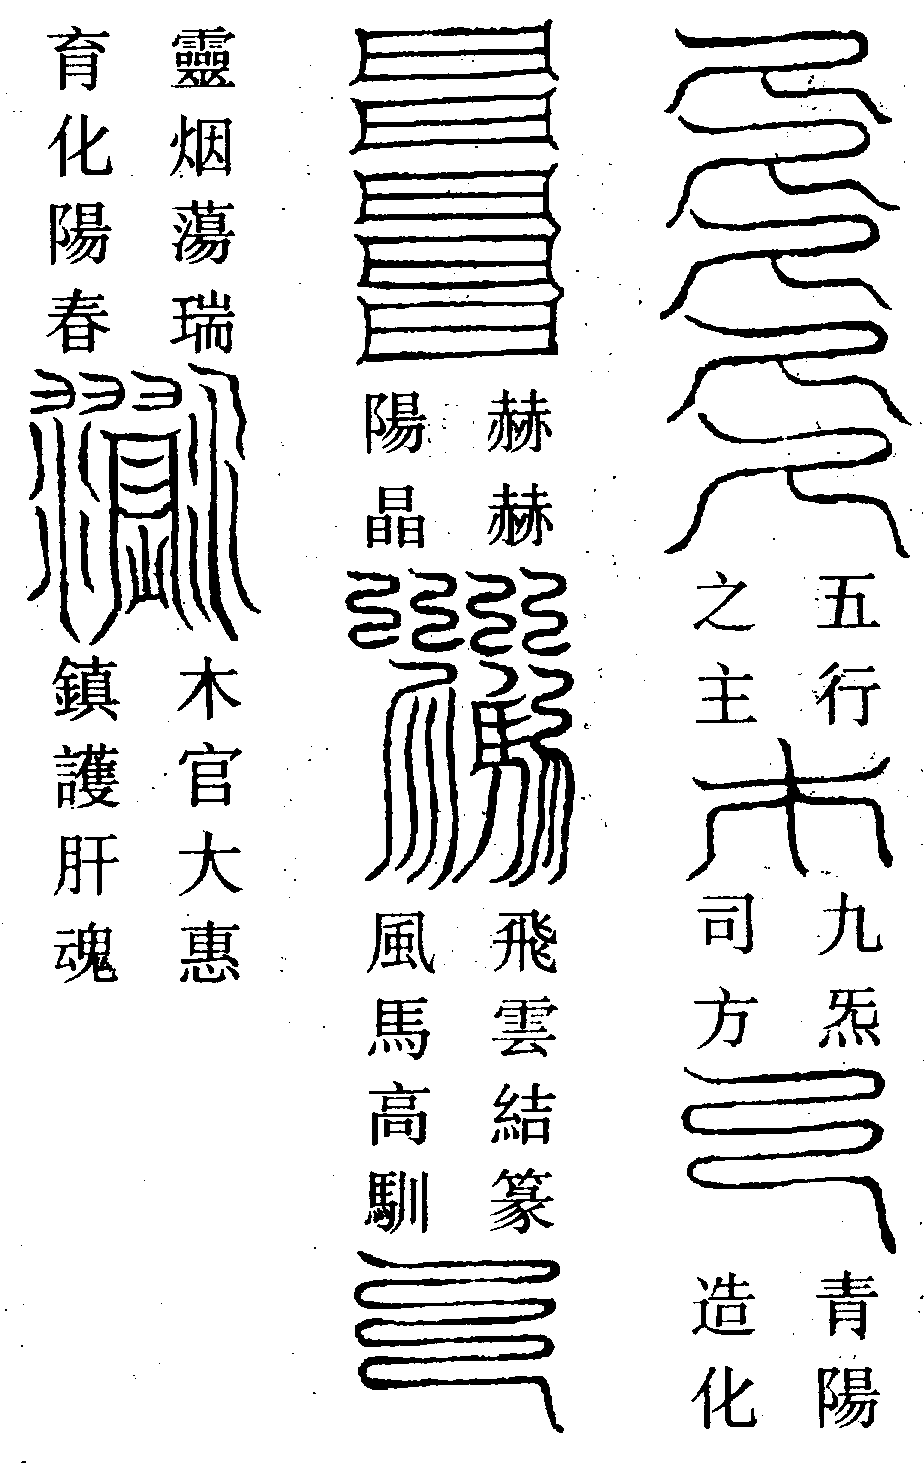 五行
之主
九炁
司方
青陽
造化
赫赫
陽晶
飛雲結篆
風馬高馴
靈烟蕩瑞
育化陽春
木官大惠
鎮護肝魂